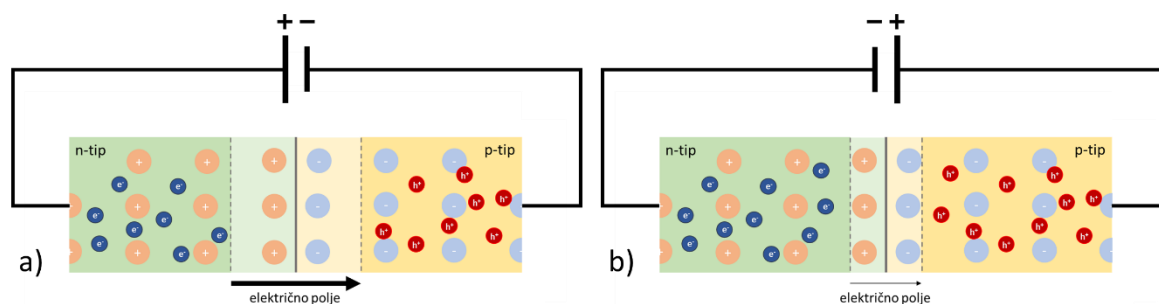 + −
n-tip
p-tip
+ + + - - -
e⁻ h⁺ h⁺
e⁻
e⁻ + + - - - h⁺ h⁺
+ e⁻ e⁻ + + - - h⁺ -
h⁺ h⁺
e⁻ + e⁻ + + - - h⁺ - h⁺
+ e⁻ -
a)
električno polje
− +
n-tip
p-tip
+ + + - - -
e⁻ e⁻ e⁻ h⁺ h⁺ h⁺
e⁻
e⁻ + + e⁻ + - - h⁺ h⁺
+ e⁻ e⁻ h⁺ - h⁺ -
h⁺ h⁺
e⁻ + e⁻ + + - - h⁺ - h⁺
+ e⁻ -
b)
električno polje